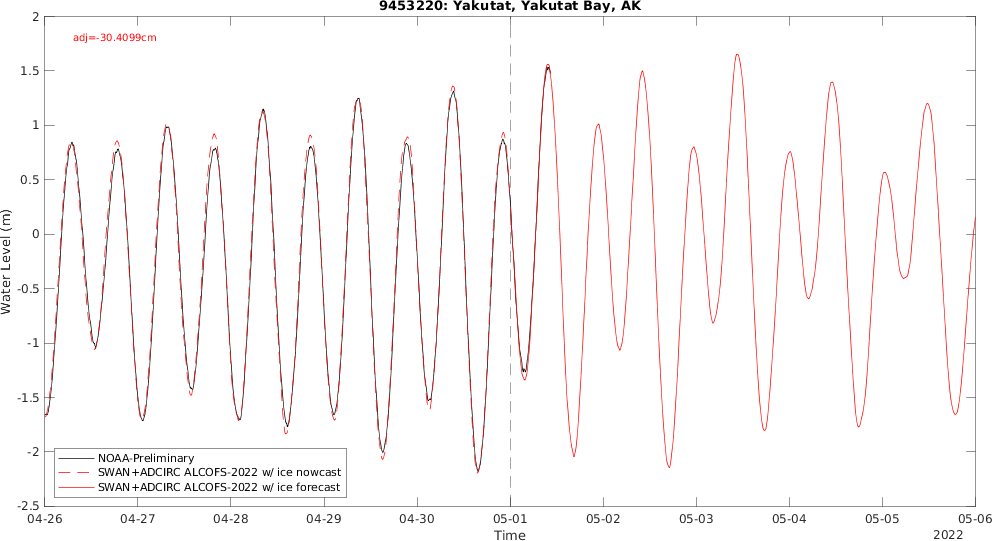 9453220: Yakutat, Yakutat Bay, AK
adj=-30.4099cm
2
1.5
1
0.5
0
-0.5
-1
-1.5
-2
-2.5
Water Level (m)
NOAA-Preliminary
SWAN+ADCIRC ALCOFS-2022 w/ ice nowcast
SWAN+ADCIRC ALCOFS-2022 w/ ice forecast
04-26 04-27 04-28 04-29 04-30 05-01 05-02 05-03 05-04 05-05 05-06
Time
2022